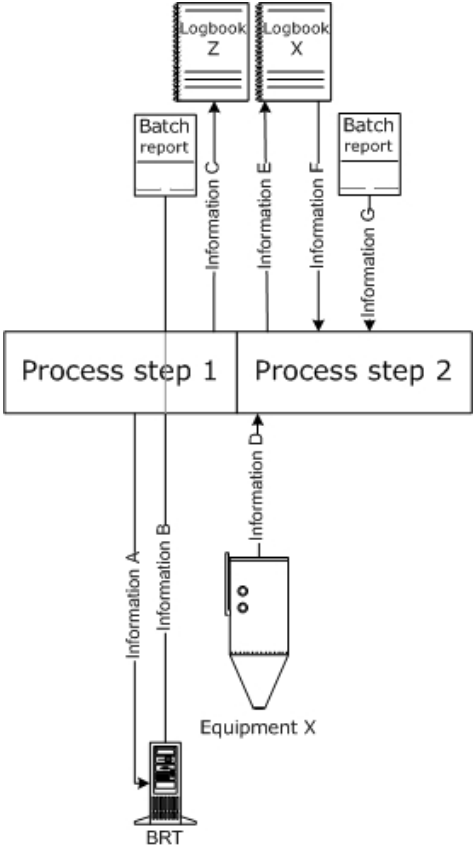 Logbook
Z
Logbook
X
Batch
report
Batch
report
Information C
Information E
Information F
Information G
Process step 1
Process step 2
Information D
Information A
Information B
Equipment X
BRT